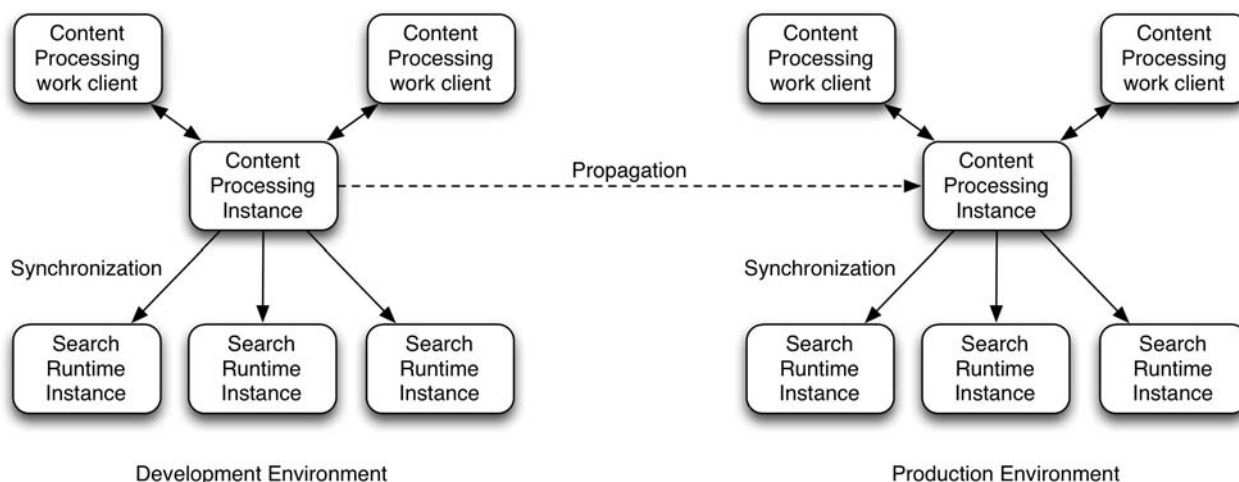 Content
Processing
work client
Content
Processing
work client
Content
Processing
work client
Content
Processing
work client
Content
Processing
Instance
Propagation
Content
Processing
Instance
Synchronization
Synchronization
Search
Runtime
Instance
Search
Runtime
Instance
Search
Runtime
Instance
Search
Runtime
Instance
Search
Runtime
Instance
Search
Runtime
Instance
Development Environment
Production Environment